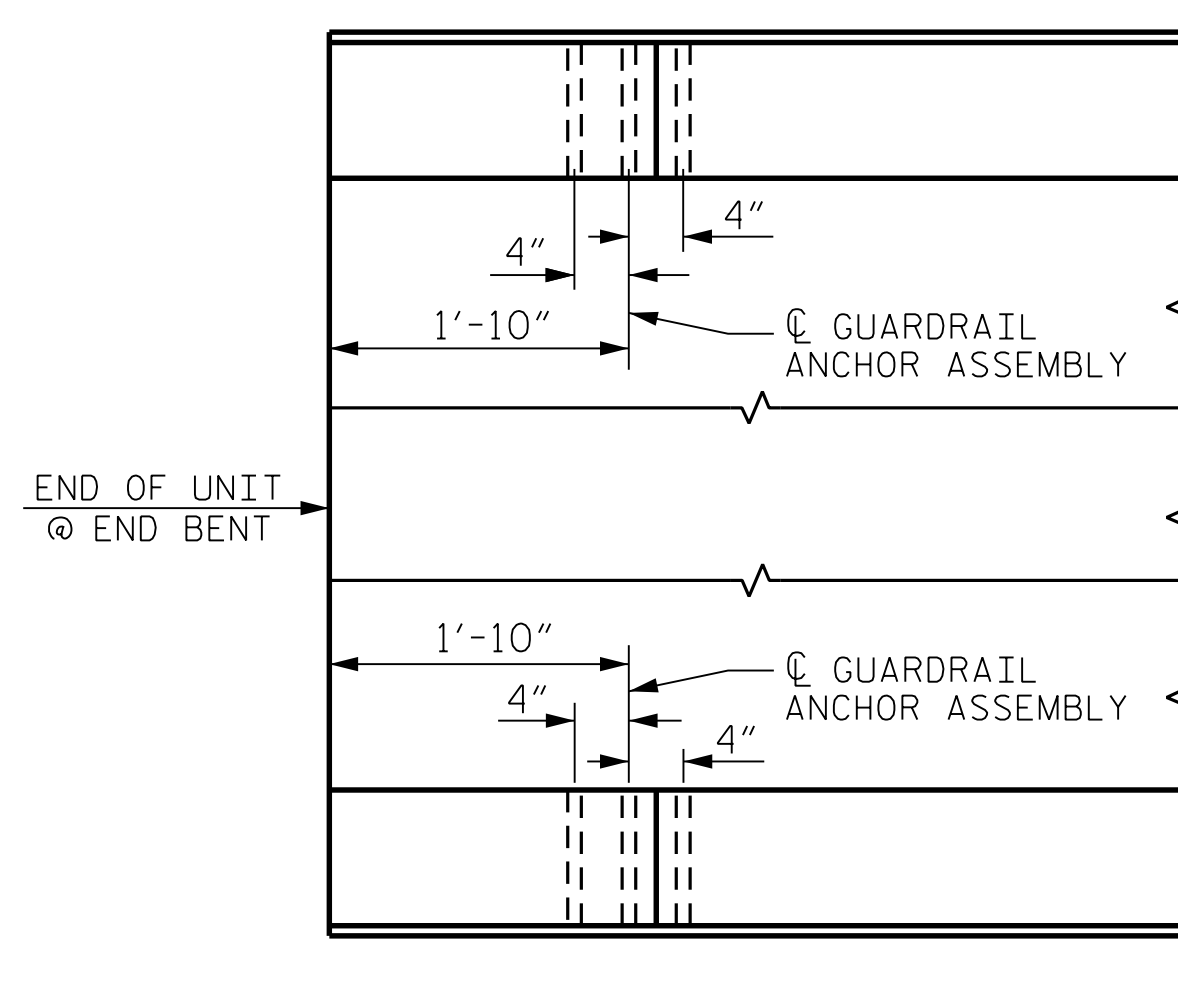 4"
4"
1'-10"
℄ GUARDRAIL
ANCHOR ASSEMBLY
END OF UNIT
@ END BENT
1'-10"
℄ GUARDRAIL
ANCHOR ASSEMBLY
4"
4"